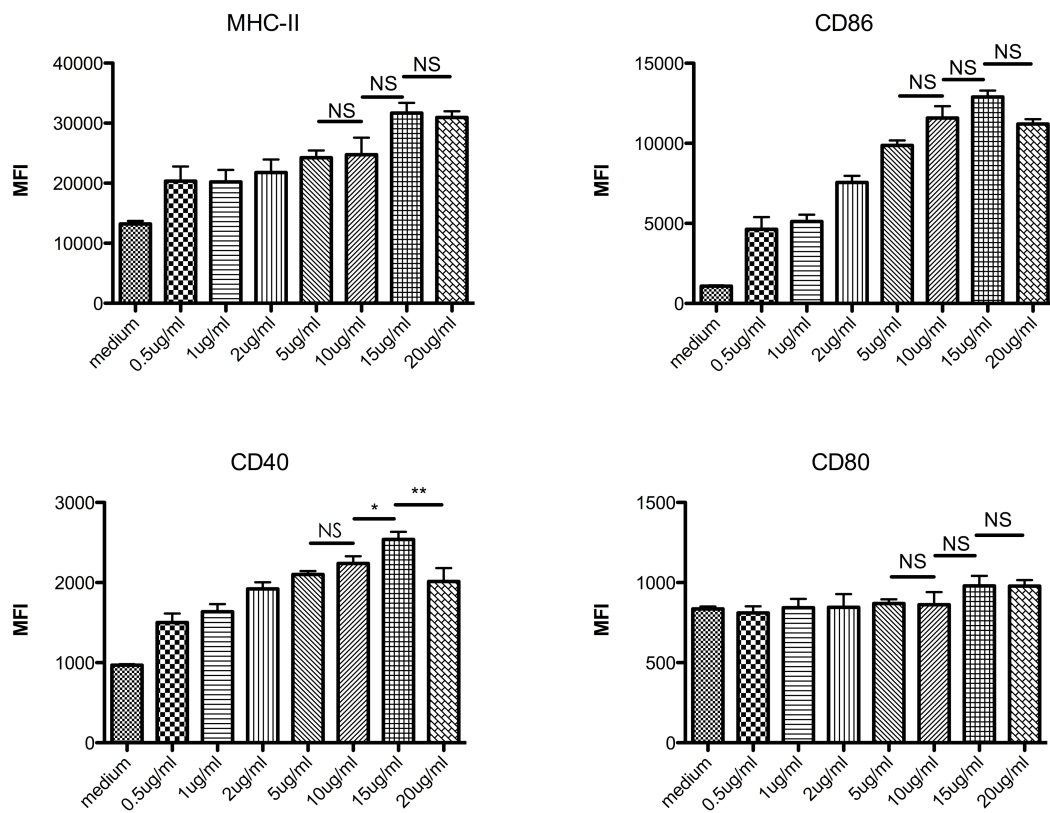 MHC-II
40000
30000
20000
10000
0
MFI
NS
NS
NS
medium
0.5ug/ml
1ug/ml
2ug/ml
5ug/ml
10ug/ml
15ug/ml
20ug/ml
CD86
15000
10000
5000
0
MFI
NS
NS
NS
medium
0.5ug/ml
1ug/ml
2ug/ml
5ug/ml
10ug/ml
15ug/ml
20ug/ml
CD40
3000
2000
1000
0
MFI
NS
*
**
medium
0.5ug/ml
1ug/ml
2ug/ml
5ug/ml
10ug/ml
15ug/ml
20ug/ml
CD80
1500
1000
500
0
MFI
NS
NS
NS
medium
0.5ug/ml
1ug/ml
2ug/ml
5ug/ml
10ug/ml
15ug/ml
20ug/ml